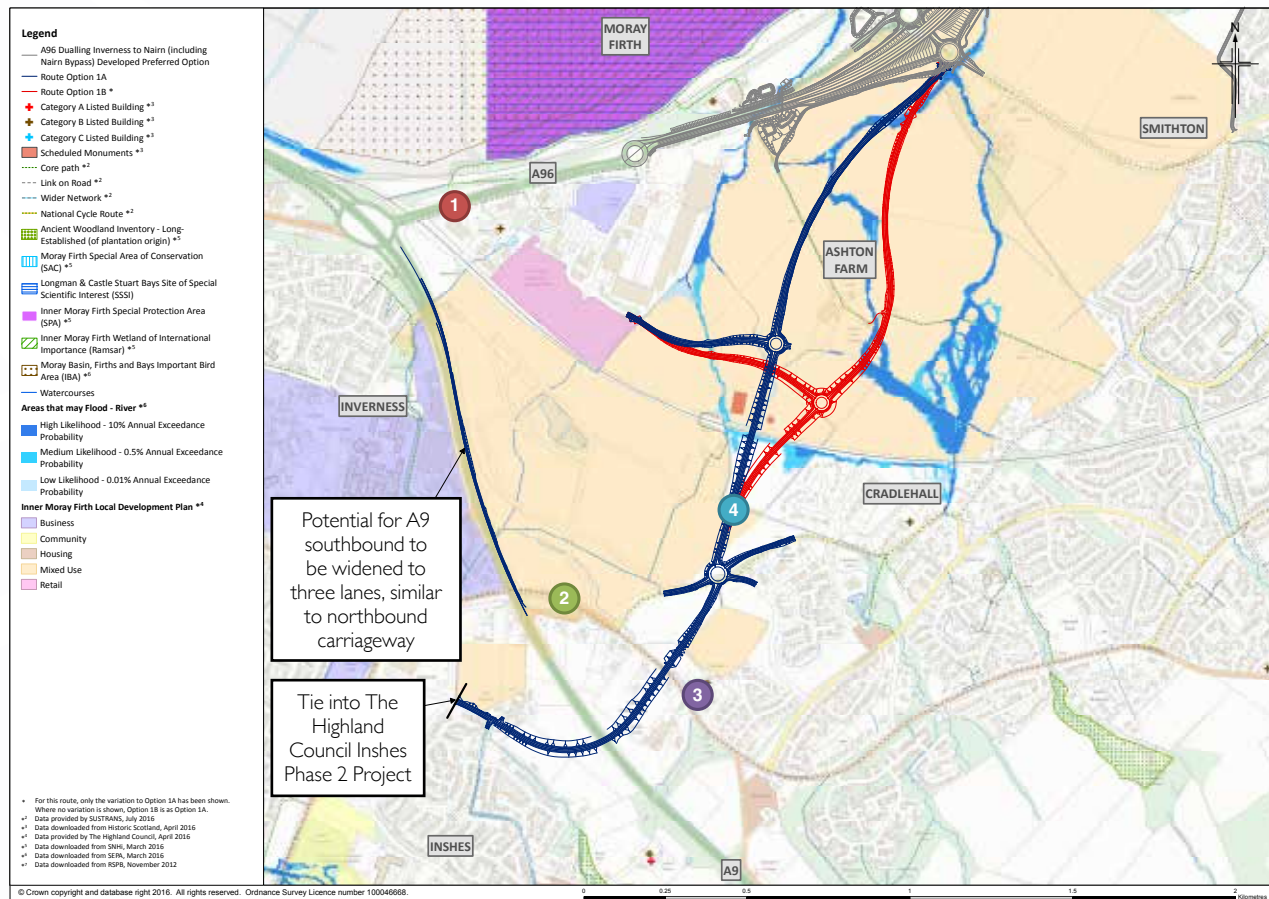 Legend
A96 Dualling Inverness to Nairn (including
Nairn Bypass) Developed Preferred Option
Route Option 1A
Route Option 1B *
Category A Listed Building *³
Category B Listed Building *³
Category C Listed Building *³
Scheduled Monuments *³
Core path *²
Link on Road *²
Wider Network *²
National Cycle Route *²
Ancient Woodland Inventory - Long-
Established (of plantation origin) *⁵
Moray Firth Special Area of Conservation
(SAC) *⁵
Longman & Castle Stuart Bays Site of Special
Scientific Interest (SSSI)
Inner Moray Firth Special Protection Area
(SPA) *⁵
Inner Moray Firth Wetland of International
Importance (Ramsar) *⁵
Moray Basin, Firths and Bays Important Bird
Area (IBA) *⁶
Watercourses
Areas that may Flood - River *⁶
High Likelihood - 10% Annual Exceedance
Probability
Medium Likelihood - 0.5% Annual Exceedance
Probability
Low Likelihood - 0.01% Annual Exceedance
Probability
Inner Moray Firth Local Development Plan *⁴
Business
Community
Housing
Mixed Use
Retail
* For this route, only the variation to Option 1A has been shown.
Where no variation is shown, Option 1B is as Option 1A.
*² Data provided by SUSTRANS, July 2016
*³ Data downloaded from Historic Scotland, April 2016
*⁴ Data provided by The Highland Council, April 2016
*⁵ Data downloaded from SNHi, March 2016
*⁶ Data downloaded from SEPA, March 2016
*⁷ Data downloaded from RSPB, November 2012
MORAY
FIRTH
N
SMITHTON
A96
1
ASHTON
FARM
INVERNESS
CRADLEHALL
4
Potential for A9
southbound to
be widened to
three lanes, similar
to northbound
carriageway
2
3
Tie into The
Highland
Council Inshes
Phase 2 Project
INSHES
A9
© Crown copyright and database right 2016. All rights reserved. Ordnance Survey Licence number 100046668.
0 0.25 0.5 1 1.5 2
Kilometres